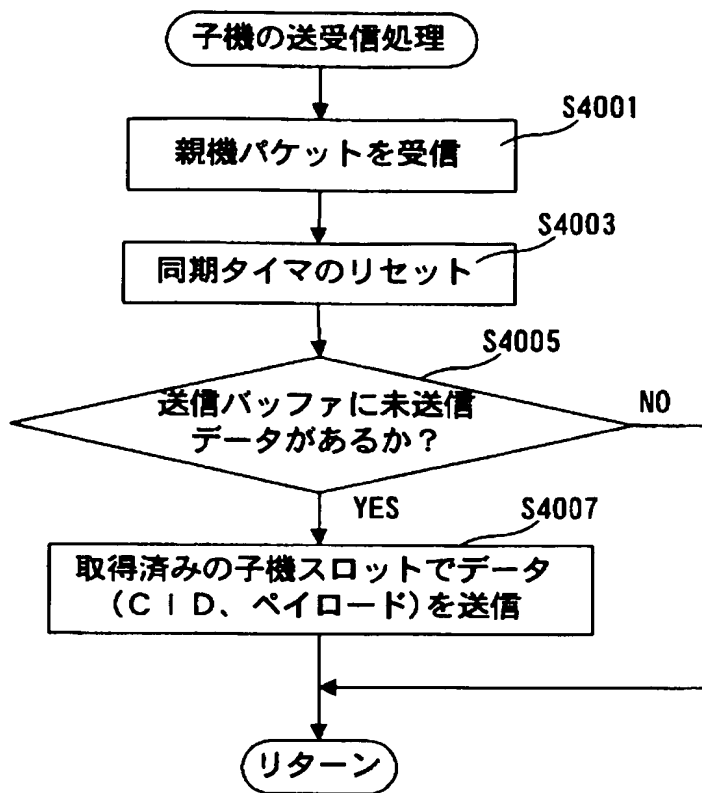 子機の送受信処理
S4001
親機パケットを受信
S4003
同期タイマのリセット
S4005
送信バッファに未送信
データがあるか？
NO
YES
S4007
取得済みの子機スロットでデータ
(CID、ペイロード)を送信
リターン